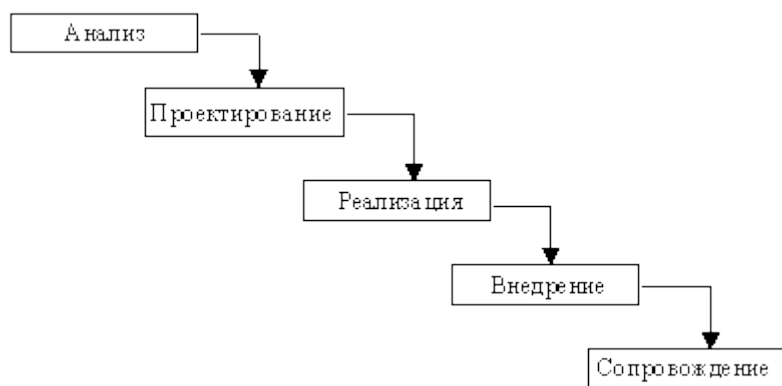 Анализ
Проектирование
Реализация
Внедрение
Сопровождение